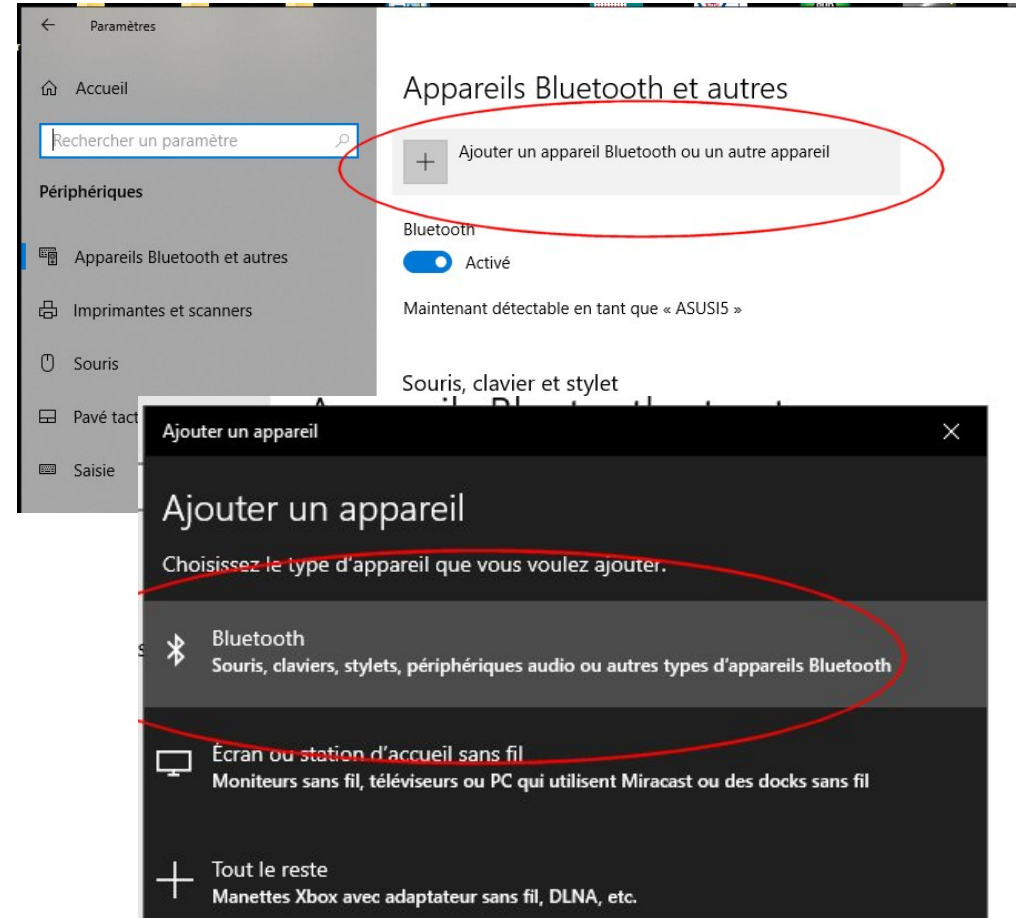 Paramètres
Accueil
Rechercher un paramètre
Périphériques
Appareils Bluetooth et autres
Imprimantes et scanners
Souris
Pavé tact
Saisie
Appareils Bluetooth et autres
Ajouter un appareil Bluetooth ou un autre appareil
Bluetooth
Activé
Maintenant détectable en tant que « ASUSI5 »
Souris, clavier et stylet
Ajouter un appareil
Ajouter un appareil
Choisissez le type d'appareil que vous voulez ajouter.
Bluetooth
Souris, claviers, stylets, périphériques audio ou autres types d'appareils Bluetooth
Écran ou station d'accueil sans fil
Moniteurs sans fil, téléviseurs ou PC qui utilisent Miracast ou des docks sans fil
Tout le reste
Manettes Xbox avec adaptateur sans fil, DLNA, etc.